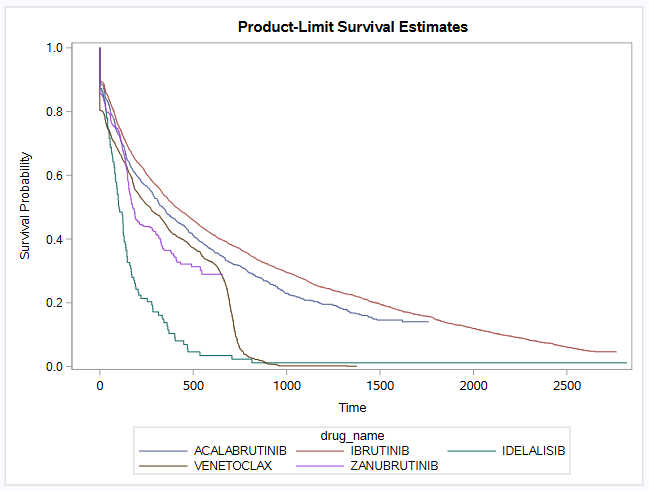 Product-Limit Survival Estimates
1.0
0.8
0.6
0.4
0.2
0.0
Survival Probability
0 500 1000 1500 2000 2500
Time
drug_name
ACALABRUTINIB IBRUTINIB IDELALISIB
VENETOCLAX ZANUBRUTINIB